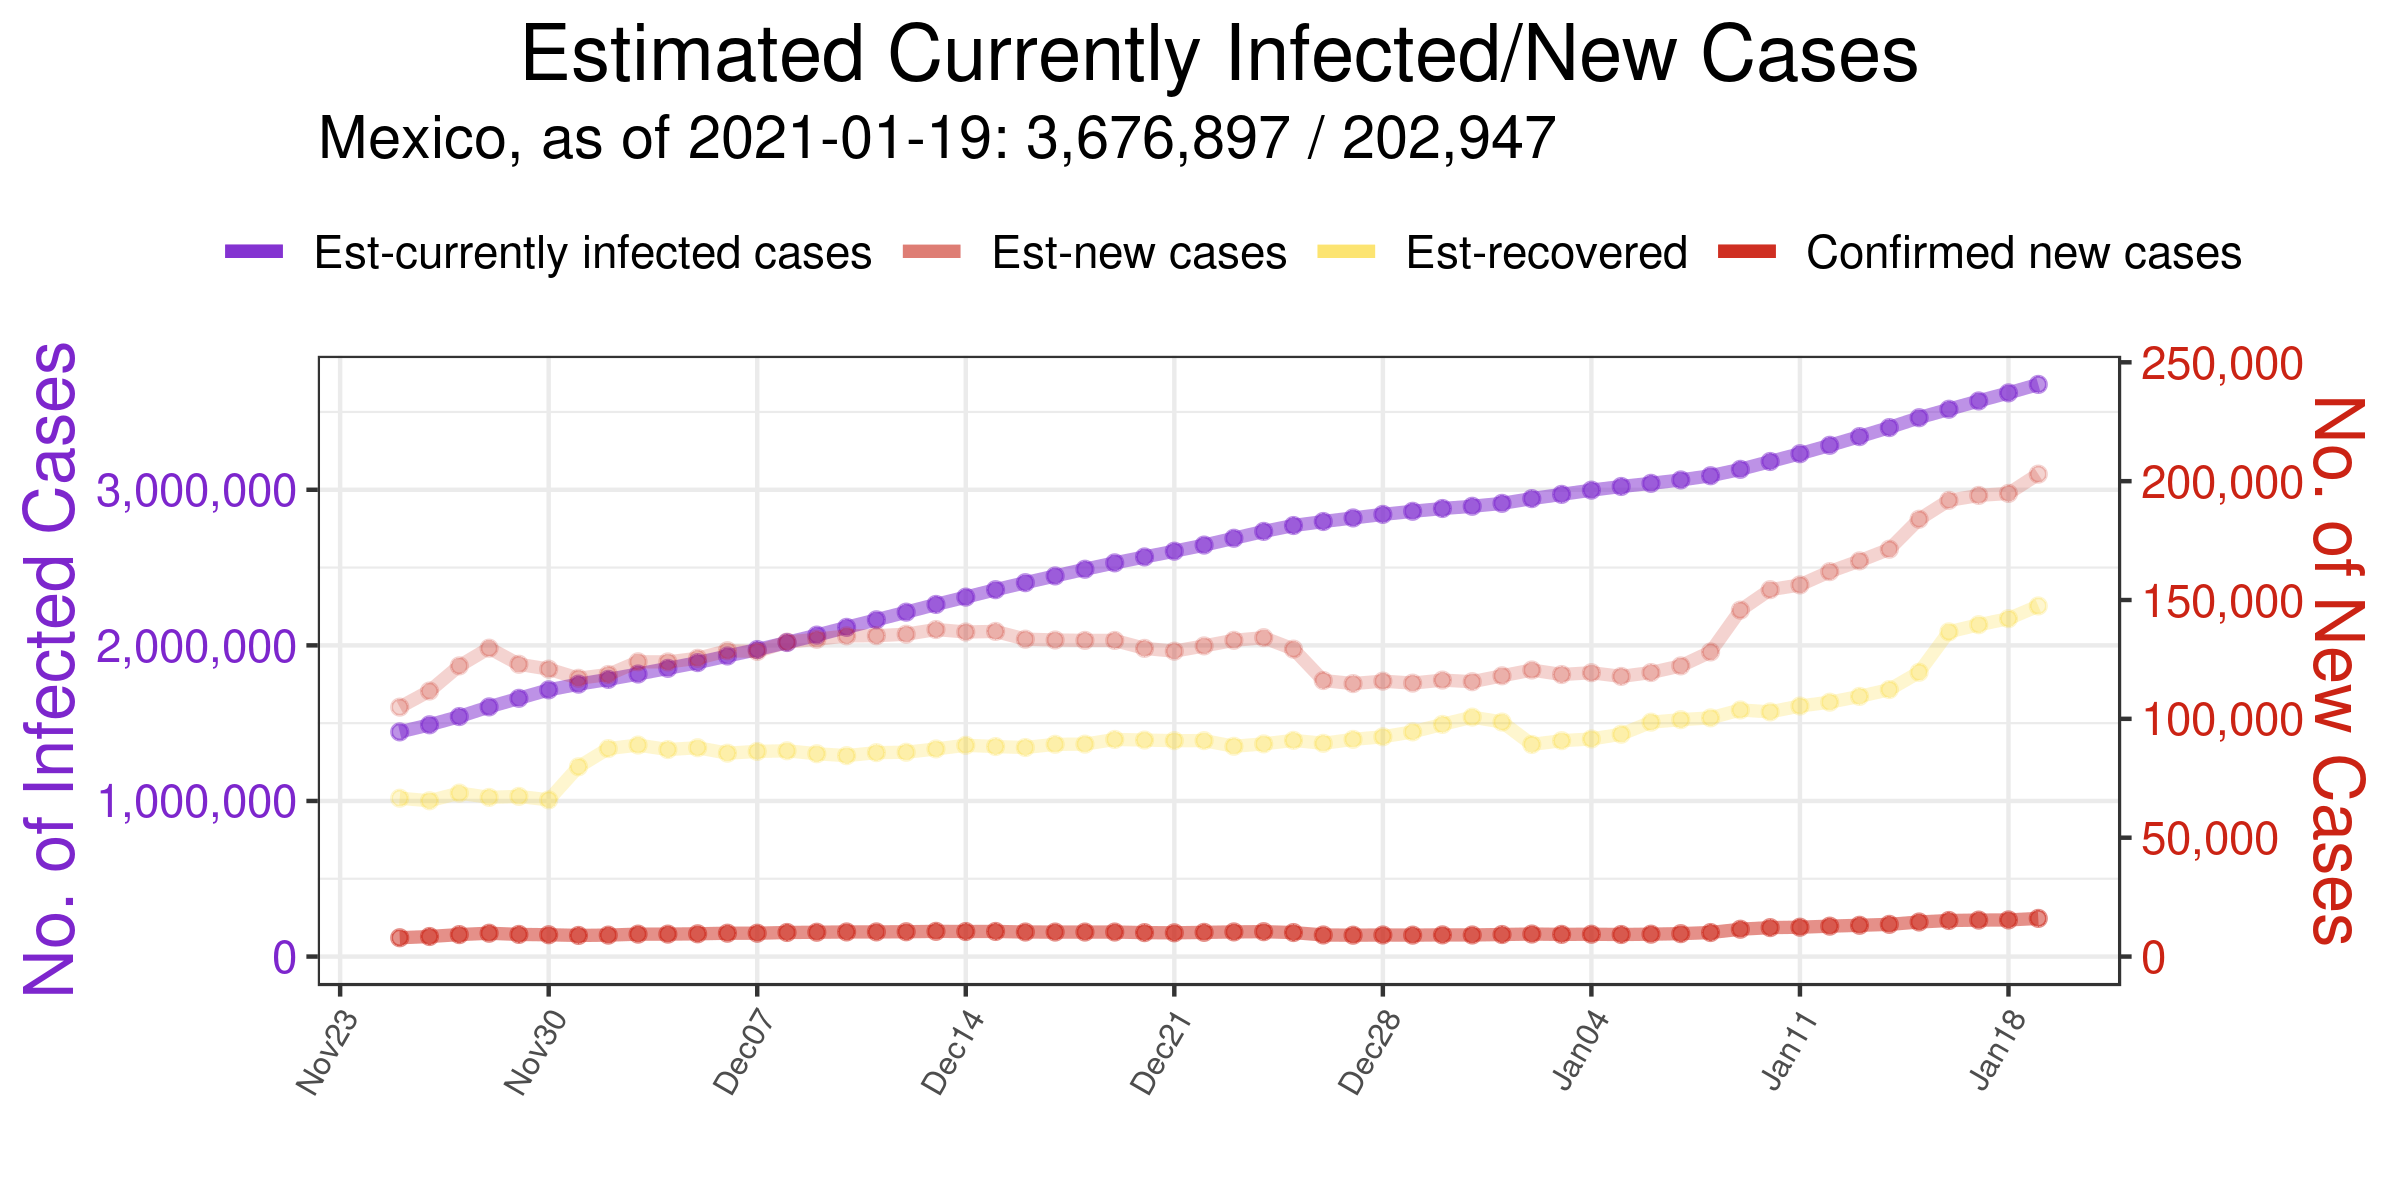 Estimated Currently Infected/New Cases
Mexico, as of 2021-01-19: 3,676,897 / 202,947
Est-currently infected cases Est-new cases Est-recovered Confirmed new cases
No. of Infected Cases
3,000,000
2,000,000
1,000,000
0
250,000
200,000
150,000
100,000
50,000
0
No. of New Cases
Nov23 Nov30 Dec07 Dec14 Dec21 Dec28 Jan04 Jan11 Jan18